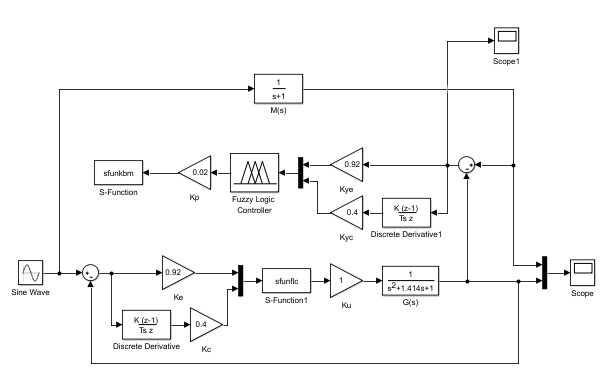 Scope1
1
s+1
M(s)
sfunkbm
S-Function
0.02
Kp
Fuzzy Logic
Controller
0.92
Kye
0.4
Kyc
K (z-1)
Ts z
Discrete Derivative1
+
-
Sine Wave
+
-
0.92
Ke
K (z-1)
Ts z
Discrete Derivative
0.4
Kc
sfunflc
S-Function1
1
Ku
1
s2+1.414s+1
G(s)
Scope